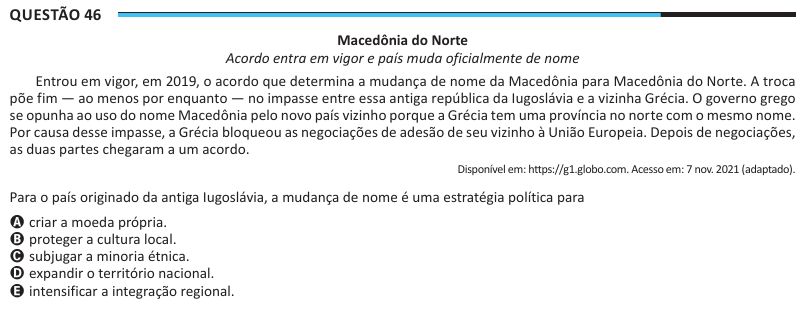 QUESTÃO 46
Macedônia do Norte
Acordo entra em vigor e país muda oficialmente de nome
Entrou em vigor, em 2019, o acordo que determina a mudança de nome da Macedônia para Macedônia do Norte. A troca
põe fim — ao menos por enquanto — no impasse entre essa antiga república da Iugoslávia e a vizinha Grécia. O governo grego
se opunha ao uso do nome Macedônia pelo novo país vizinho porque a Grécia tem uma província no norte com o mesmo nome.
Por causa desse impasse, a Grécia bloqueou as negociações de adesão de seu vizinho à União Europeia. Depois de negociações,
as duas partes chegaram a um acordo.
Disponível em: https://g1.globo.com. Acesso em: 7 nov. 2021 (adaptado).
Para o país originado da antiga Iugoslávia, a mudança de nome é uma estratégia política para
A criar a moeda própria.
B proteger a cultura local.
C subjugar a minoria étnica.
D expandir o território nacional.
E intensificar a integração regional.